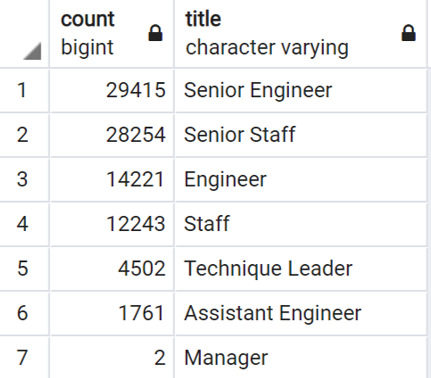 count title
bigint character varying
1 29415 Senior Engineer
2 28254 Senior Staff
3 14221 Engineer
4 12243 Staff
5 4502 Technique Leader
6 1761 Assistant Engineer
7 2 Manager